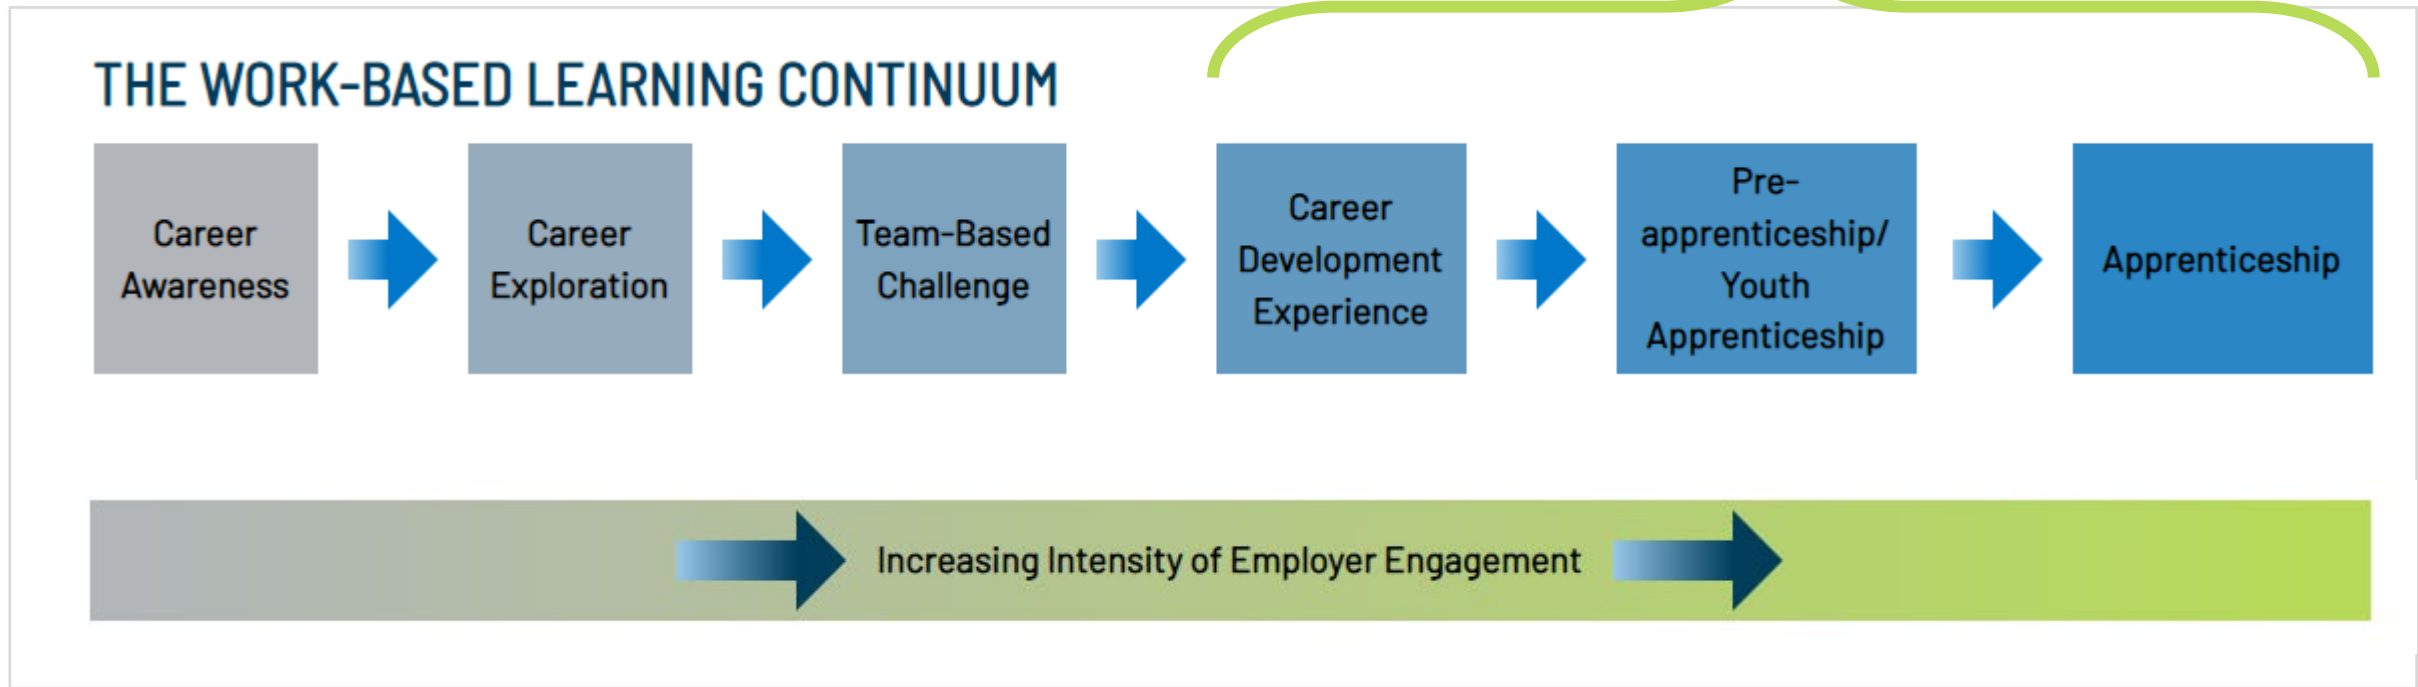 THE WORK-BASED LEARNING CONTINUUM
Career
Awareness
Career
Exploration
Team-Based
Challenge
Career
Development
Experience
Pre-
apprenticeship/
Youth
Apprenticeship
Apprenticeship
Increasing Intensity of Employer Engagement